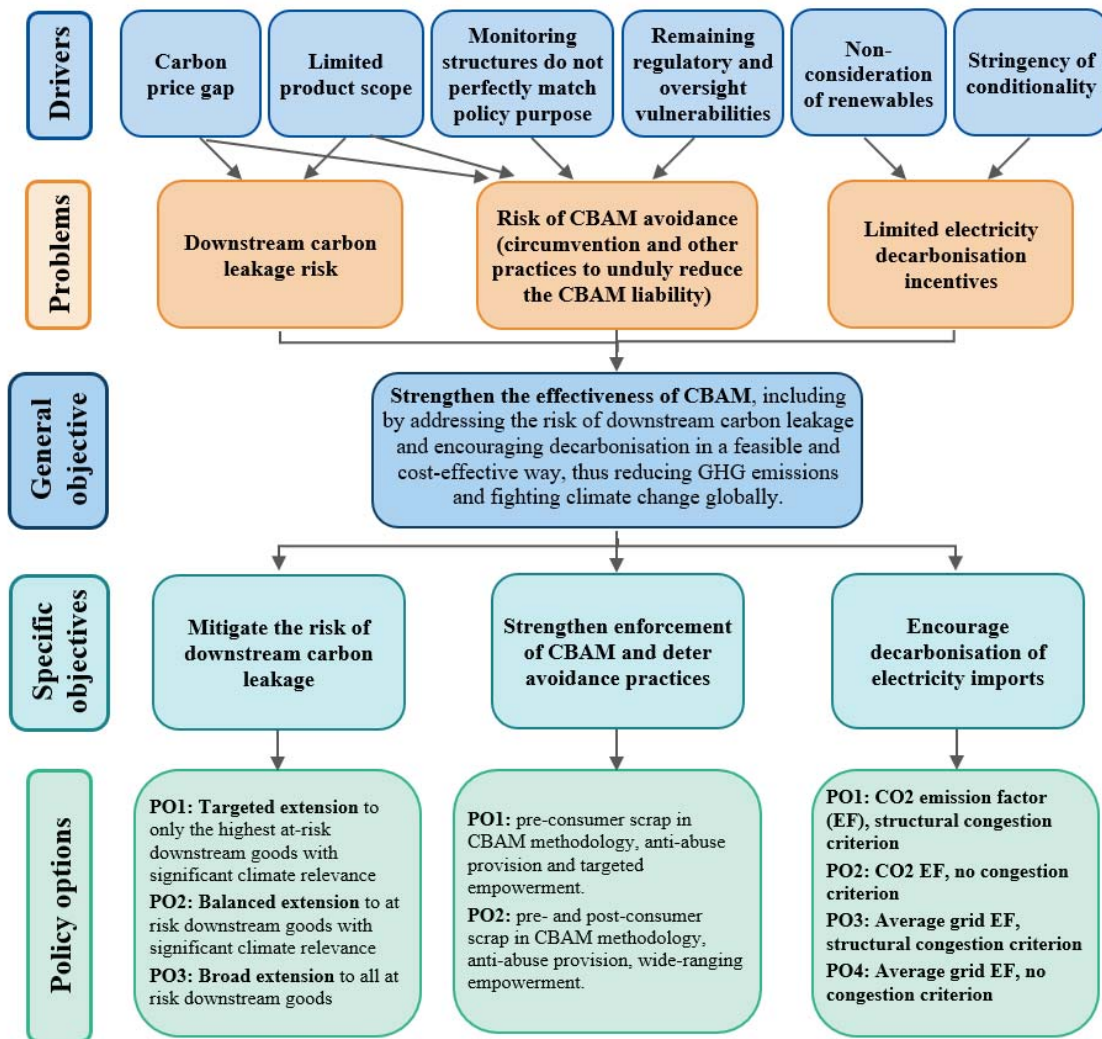 Drivers
Carbon
price gap
Limited
product scope
Monitoring
structures do not
perfectly match
policy purpose
Remaining
regulatory and
oversight
vulnerabilities
Non-
consideration
of renewables
Stringency of
conditionality
Problems
Downstream carbon
leakage risk
Risk of CBAM avoidance
(circumvention and other
practices to unduly reduce
the CBAM liability)
Limited electricity
decarbonisation
incentives
General
objective
Strengthen the effectiveness of CBAM, including
by addressing the risk of downstream carbon leakage
and encouraging decarbonisation in a feasible and
cost-effective way, thus reducing GHG emissions
and fighting climate change globally.
Specific
objectives
Mitigate the risk of
downstream carbon
leakage
Strengthen enforcement
of CBAM and deter
avoidance practices
Encourage
decarbonisation of
electricity imports
Policy options
PO1: Targeted extension to
only the highest at-risk
downstream goods with
significant climate relevance
PO2: Balanced extension to at
risk downstream goods with
significant climate relevance
PO3: Broad extension to all at
risk downstream goods
PO1: pre-consumer scrap in
CBAM methodology, anti-abuse
provision and targeted
empowerment.
PO2: pre- and post-consumer
scrap in CBAM methodology,
anti-abuse provision, wide-ranging
empowerment.
PO1: CO2 emission factor
(EF), structural congestion
criterion
PO2: CO2 EF, no congestion
criterion
PO3: Average grid EF,
structural congestion criterion
PO4: Average grid EF, no
congestion criterion